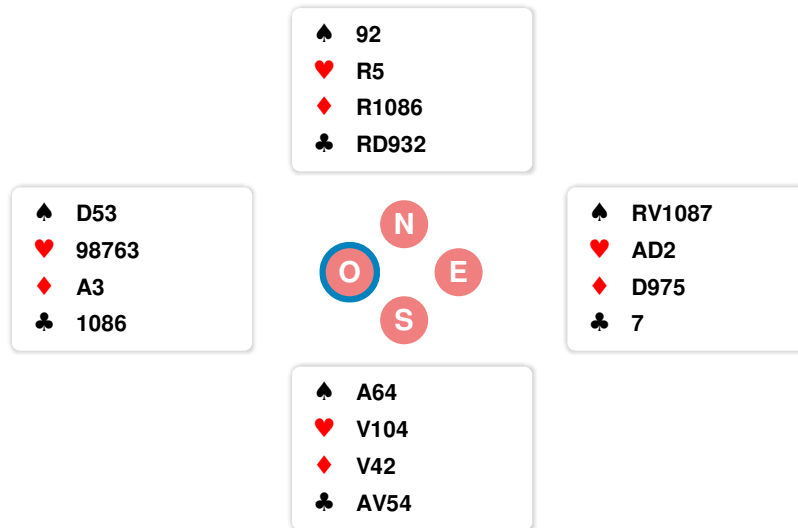 ♠ 92
♥ R5
♦ R1086
♣ RD932
♠ D53
♥ 98763
♦ A3
♣ 1086
N
O E
S
♠ RV1087
♥ AD2
♦ D975
♣ 7
♠ A64
♥ V104
♦ V42
♣ AV54